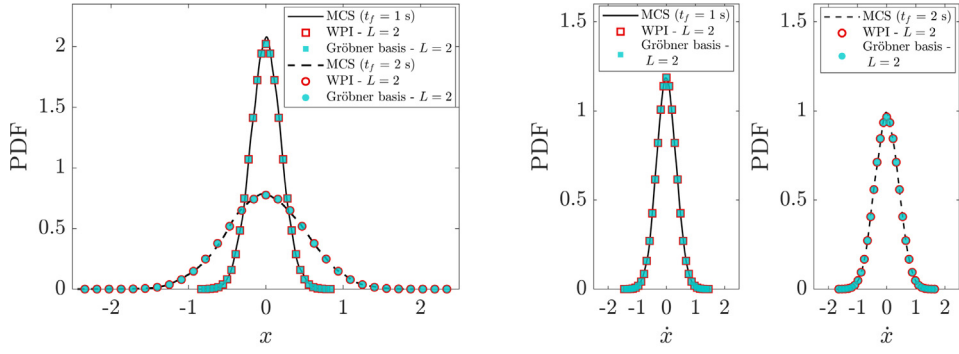 MCS (t_f = 1 s)
WPI - L = 2
Gröbner basis - L = 2
MCS (t_f = 2 s)
WPI - L = 2
Gröbner basis - L = 2
PDF
2
1.5
1
0.5
0
-2 -1 0 1 2
x
MCS (t_f = 1 s)
WPI - L = 2
Gröbner basis -
L = 2
PDF
1.5
1
0.5
0
-2 -1 0 1 2
ẋ
MCS (t_f = 2 s)
WPI - L = 2
Gröbner basis -
L = 2
PDF
1.5
1
0.5
0
-2 -1 0 1 2
ẋ